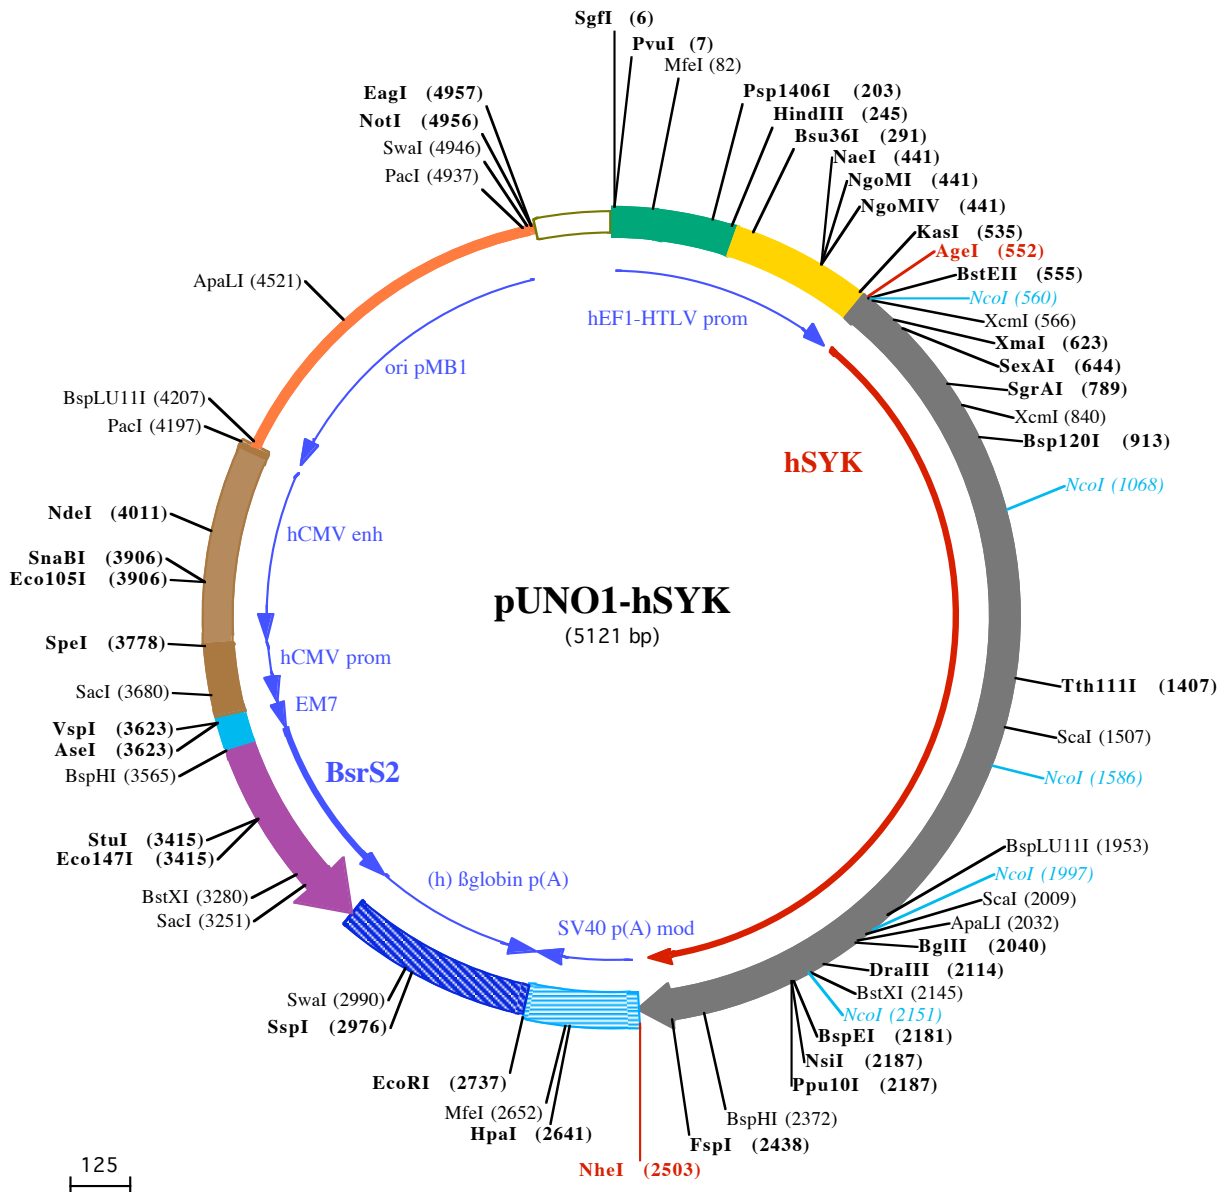 SgfI (6)
PvuI (7)
MfeI (82)
Psp1406I (203)
HindIII (245)
Bsu36I (291)
NaeI (441)
NgoMI (441)
NgoMIV (441)
KasI (535)
AgeI (552)
BstEII (555)
NcoI (560)
XcmI (566)
XmaI (623)
SexAI (644)
SgrAI (789)
XcmI (840)
Bsp120I (913)
NcoI (1068)
Tth111I (1407)
ScaI (1507)
NcoI (1586)
BspLU11I (1953)
NcoI (1997)
ScaI (2009)
ApaLI (2032)
BglII (2040)
DraIII (2114)
BstXI (2145)
NcoI (2151)
BspEI (2181)
NsiI (2187)
Ppu10I (2187)
BspHI (2372)
FspI (2438)
NheI (2503)
HpaI (2641)
MfeI (2652)
EcoRI (2737)
SspI (2976)
SwaI (2990)
SacI (3251)
BstXI (3280)
Eco147I (3415)
StuI (3415)
BspHI (3565)
AseI (3623)
VspI (3623)
SacI (3680)
SpeI (3778)
Eco105I (3906)
SnaBI (3906)
NdeI (4011)
PacI (4197)
BspLU11I (4207)
ApaLI (4521)
PacI (4937)
SwaI (4946)
NotI (4956)
EagI (4957)
hEF1-HTLV prom
hSYK
SV40 p(A) mod
(h) ßglobin p(A)
BsrS2
EM7
hCMV prom
hCMV enh
ori pMB1
pUNO1-hSYK
(5121 bp)
125